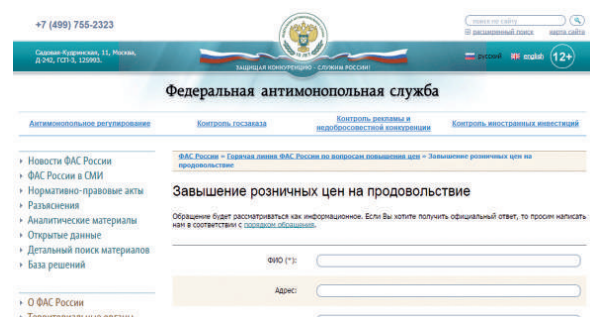 +7 (499) 755-2323
поиск по сайту
расширенный поиск карта сайта
Садовая-Кудринская, 11, Москва,
Д-242, ГСП-3, 125993.
ЗАЩИЩАЯ КОНКУРЕНЦИЮ - СЛУЖИМ РОССИИ!
русский english 12+
Федеральная антимонопольная служба
Антимонопольное регулирование
Контроль госзаказа
Контроль рекламы и
недобросовестной конкуренции
Контроль иностранных инвестиций
Новости ФАС России
ФАС России в СМИ
Нормативно-правовые акты
Разъяснения
Аналитические материалы
Открытые данные
Детальный поиск материалов
База решений
О ФАС России
Территориальные органы
ФАС России » Горячая линия ФАС России по вопросам повышения цен » Завышение розничных цен на
продовольствие
Завышение розничных цен на продовольствие
Обращение будет рассматриваться как информационное. Если Вы хотите получить официальный ответ, то просим написать
нам в соответствии с порядком обращения.
ФИО (*):
Адрес: